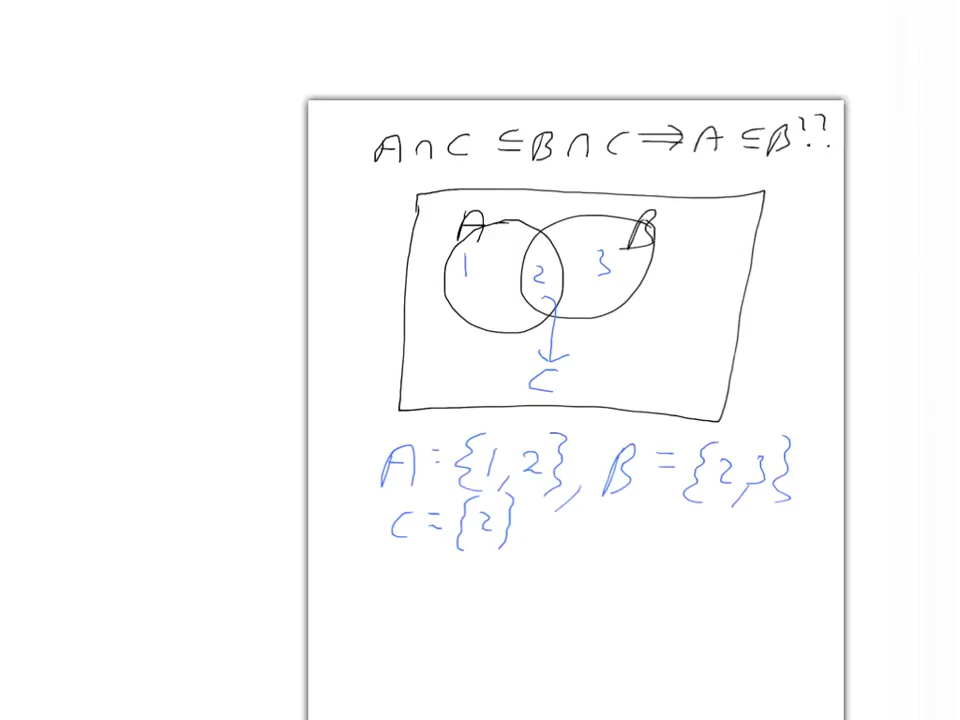 A ∩ C ⊆ B ∩ C ⟹ A ⊆ B ??
A B
1 2 3
C
A = {1, 2}, B = {2, 3}
C = {2}